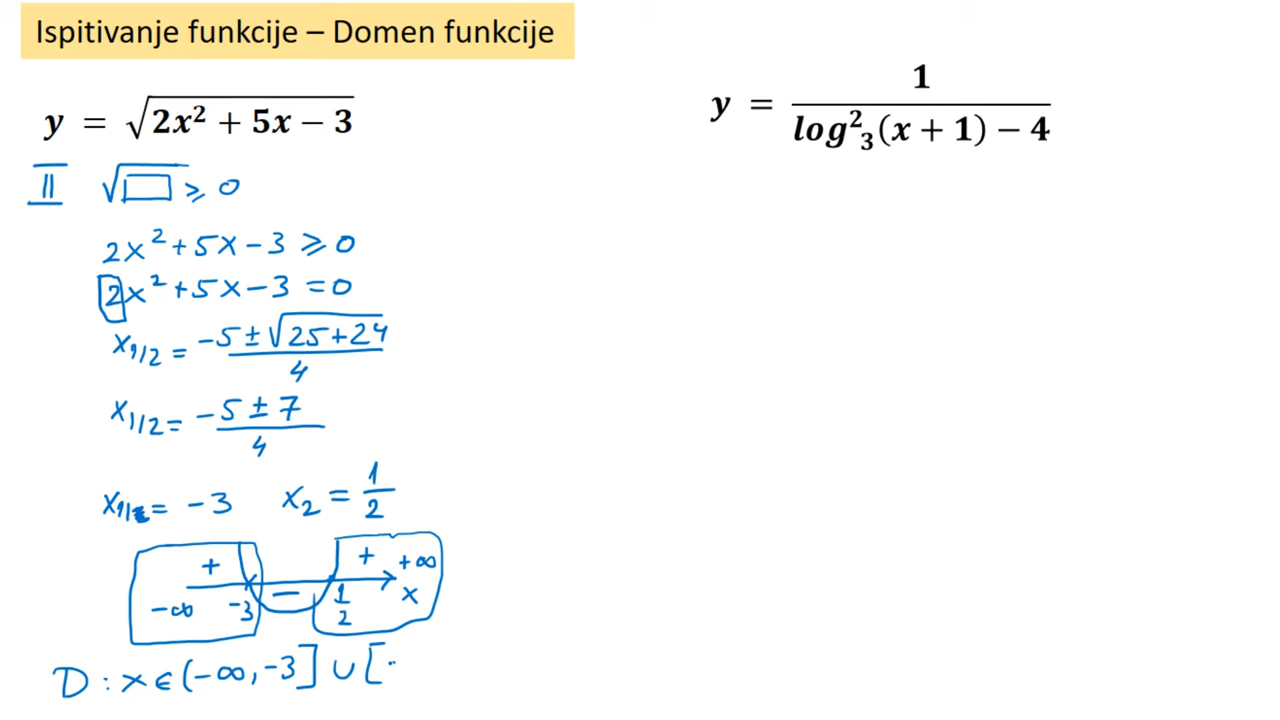 Ispitivanje funkcije – Domen funkcije
y = √(2x² + 5x − 3)
II √□ ≥ 0
2x² + 5x − 3 ≥ 0
2x² + 5x − 3 = 0
x₁/₂ = (−5 ± √(25 + 24)) / 4
x₁/₂ = (−5 ± 7) / 4
x₁ = −3 x₂ = 1/2
+ + +∞
−∞ −3 − 1/2 x
D : x ∈ (−∞, −3] ∪ [
y = 1 / (log²₃(x + 1) − 4)